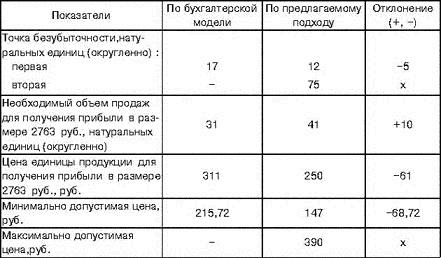 Показатели
По бухгалтерской
модели
По предлагаемому
подходу
Отклонение
(+, −)
Точка безубыточности,нату-
ральных единиц (округленно) :
первая 17 12 −5
вторая − 75 x
Необходимый объем продаж
для получения прибыли в ра-
змере 2763 руб., натуральных
единиц (округленно)
31 41 +10
Цена единицы продукции для
получения прибыли в размере
2763 руб., руб.
311 250 −61
Минимально допустимая цена,
руб.
215,72 147 −68,72
Максимально допустимая
цена,руб.
− 390 x